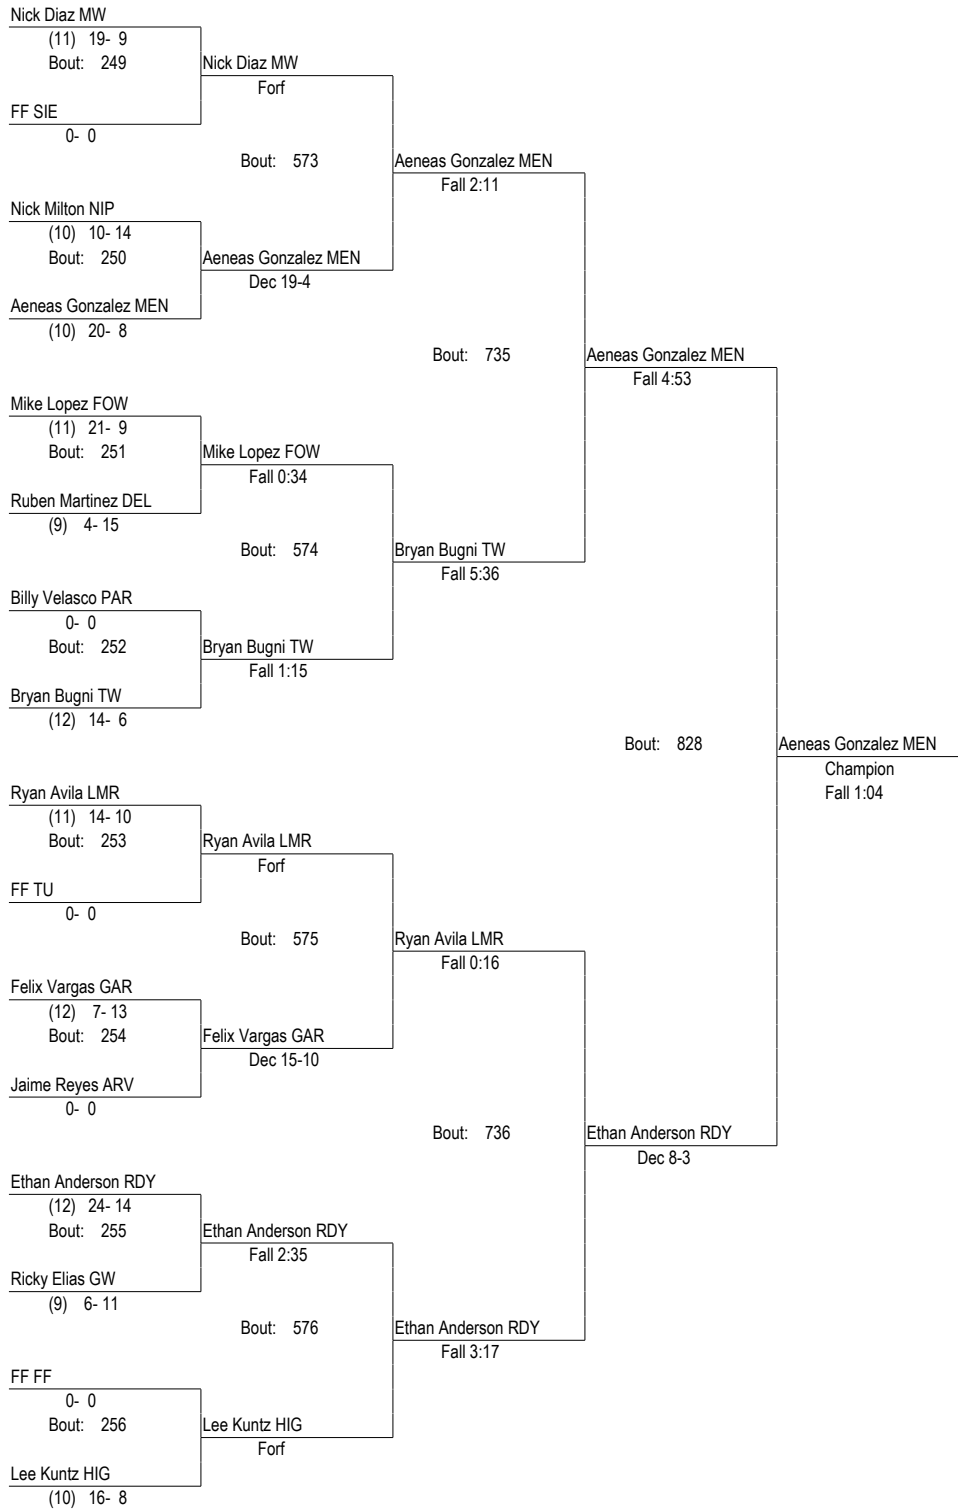 Nick Diaz MW
(11) 19- 9
Bout: 249
Nick Diaz MW
Forf
FF SIE
0- 0
Bout: 573
Aeneas Gonzalez MEN
Fall 2:11
Nick Milton NIP
(10) 10- 14
Bout: 250
Aeneas Gonzalez MEN
Dec 19-4
Aeneas Gonzalez MEN
(10) 20- 8
Bout: 735
Aeneas Gonzalez MEN
Fall 4:53
Mike Lopez FOW
(11) 21- 9
Bout: 251
Mike Lopez FOW
Fall 0:34
Ruben Martinez DEL
(9) 4- 15
Bout: 574
Bryan Bugni TW
Fall 5:36
Billy Velasco PAR
0- 0
Bout: 252
Bryan Bugni TW
Fall 1:15
Bryan Bugni TW
(12) 14- 6
Bout: 828
Aeneas Gonzalez MEN
Champion
Fall 1:04
Ryan Avila LMR
(11) 14- 10
Bout: 253
Ryan Avila LMR
Forf
FF TU
0- 0
Bout: 575
Ryan Avila LMR
Fall 0:16
Felix Vargas GAR
(12) 7- 13
Bout: 254
Felix Vargas GAR
Dec 15-10
Jaime Reyes ARV
0- 0
Bout: 736
Ethan Anderson RDY
Dec 8-3
Ethan Anderson RDY
(12) 24- 14
Bout: 255
Ethan Anderson RDY
Fall 2:35
Ricky Elias GW
(9) 6- 11
Bout: 576
Ethan Anderson RDY
Fall 3:17
FF FF
0- 0
Bout: 256
Lee Kuntz HIG
Forf
Lee Kuntz HIG
(10) 16- 8